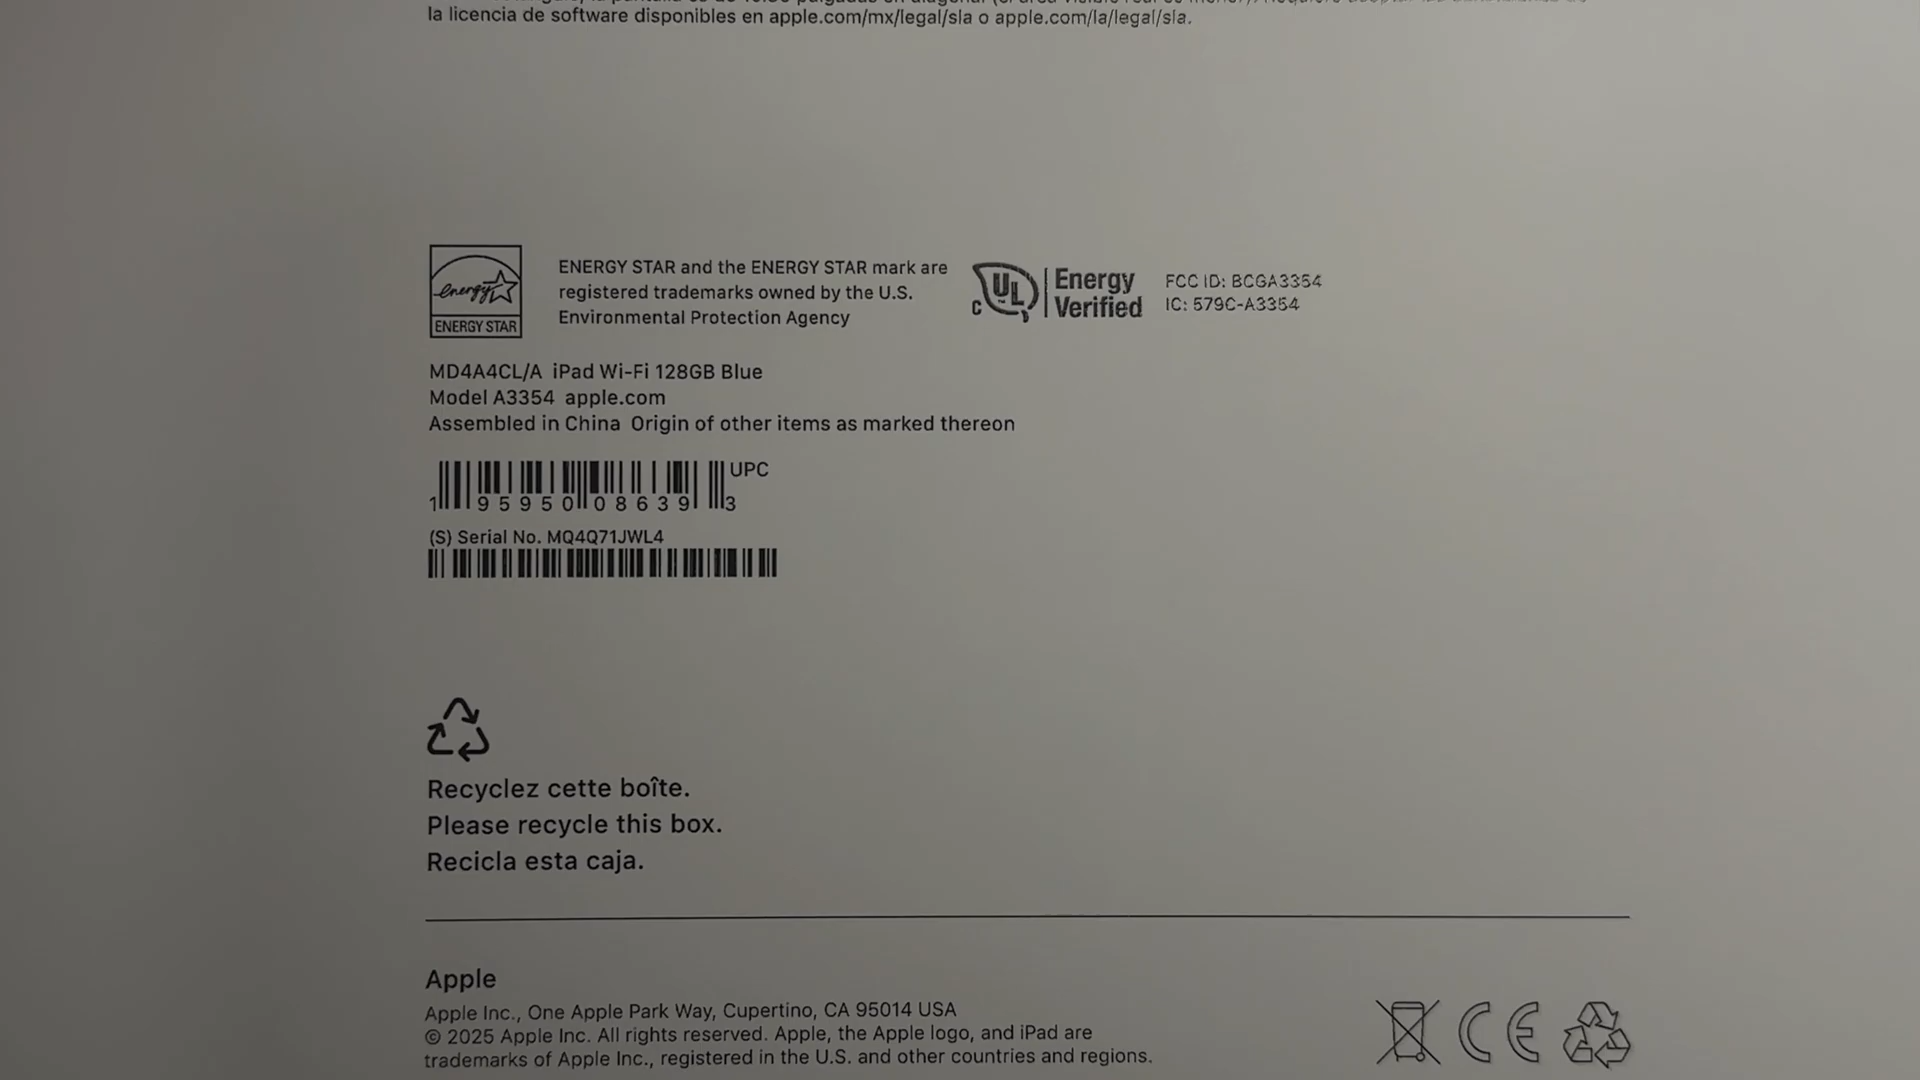 la licencia de software disponibles en apple.com/mx/legal/sla o apple.com/la/legal/sla.
energy
ENERGY STAR
ENERGY STAR and the ENERGY STAR mark are
registered trademarks owned by the U.S.
Environmental Protection Agency
C UL Energy
Verified
FCC ID: BCGA3354
IC: 579C-A3354
MD4A4CL/A iPad Wi-Fi 128GB Blue
Model A3354 apple.com
Assembled in China Origin of other items as marked thereon
UPC
1 95950 08639 3
(S) Serial No. MQ4Q71JWL4
Recyclez cette boîte.
Please recycle this box.
Recicla esta caja.
Apple
Apple Inc., One Apple Park Way, Cupertino, CA 95014 USA
© 2025 Apple Inc. All rights reserved. Apple, the Apple logo, and iPad are
trademarks of Apple Inc., registered in the U.S. and other countries and regions.
CE